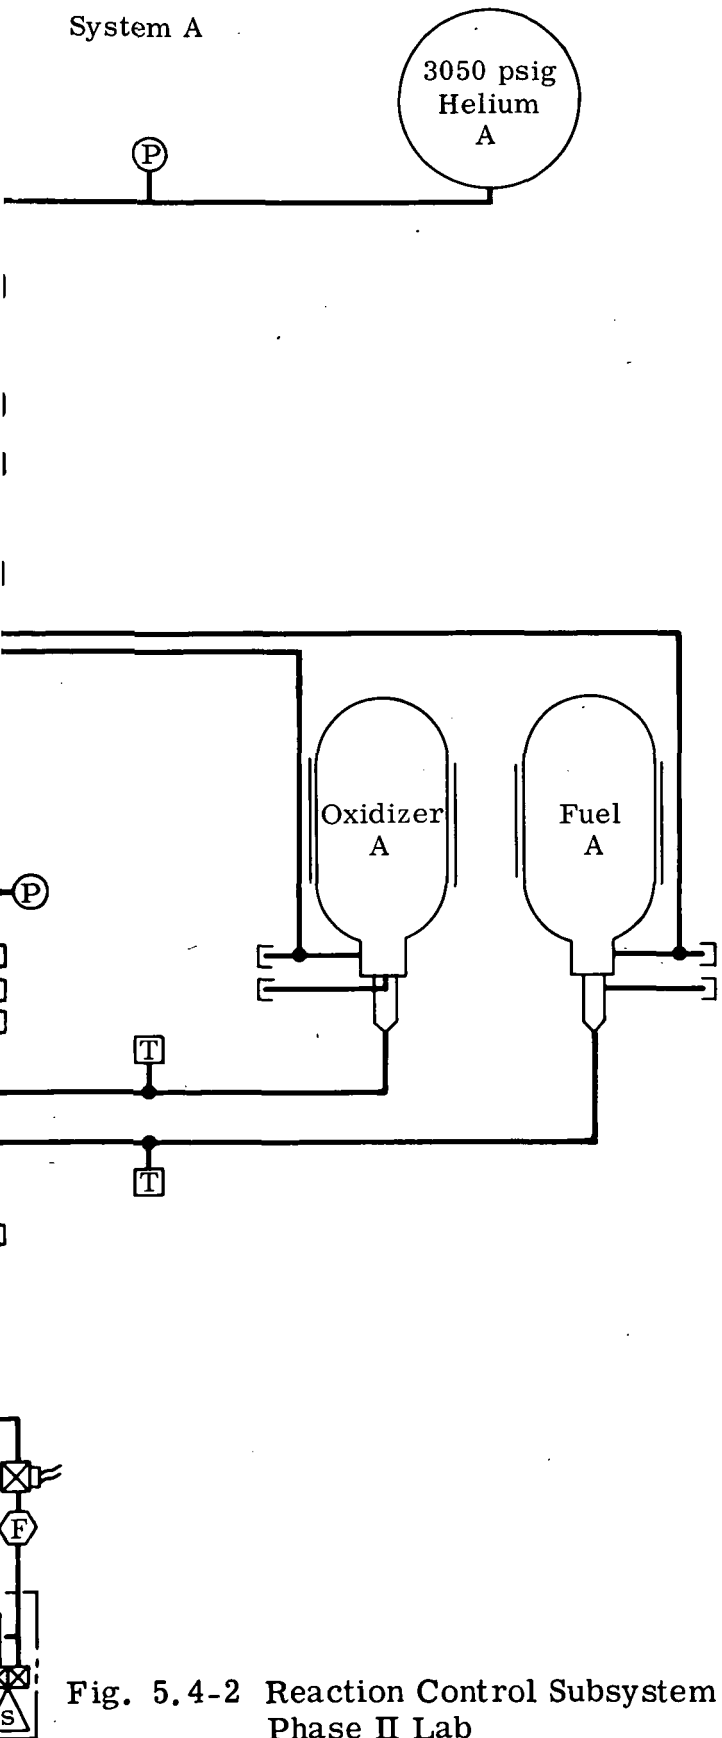 System A
3050 psig
Helium
A
P
Oxidizer
A
Fuel
A
P
T
T
F
s
Fig. 5.4-2 Reaction Control Subsystem
Phase II Lab